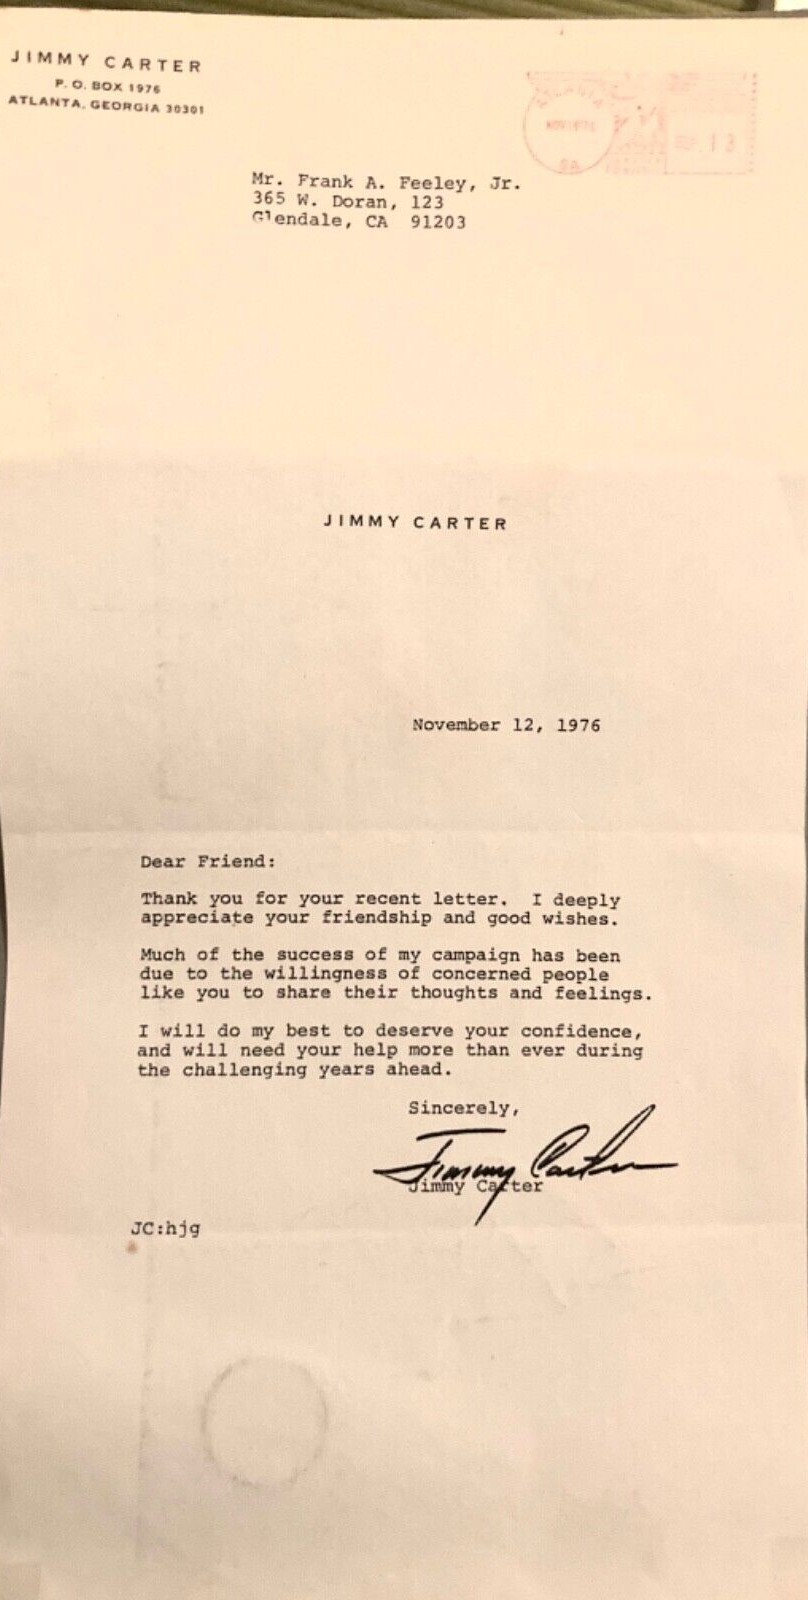 JIMMY CARTER
P. O. BOX 1976
ATLANTA, GEORGIA 30301
Mr. Frank A. Feeley, Jr.
365 W. Doran, 123
Glendale, CA 91203
JIMMY CARTER
November 12, 1976
Dear Friend:
Thank you for your recent letter. I deeply
appreciate your friendship and good wishes.
Much of the success of my campaign has been
due to the willingness of concerned people
like you to share their thoughts and feelings.
I will do my best to deserve your confidence,
and will need your help more than ever during
the challenging years ahead.
Sincerely,
Jimmy Carter
Jimmy Carter
JC:hjg